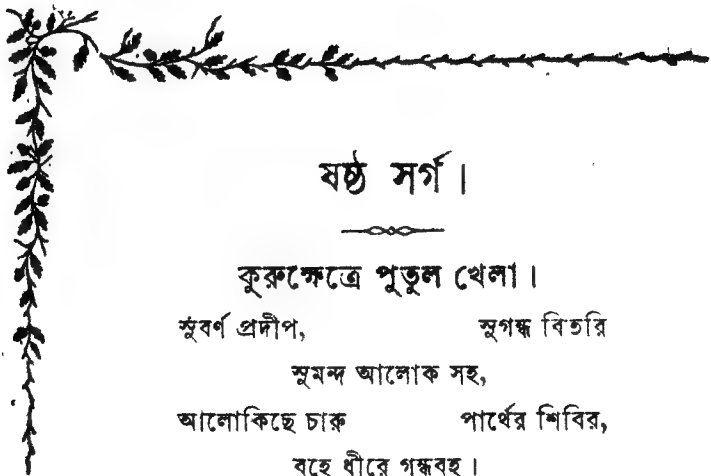 ষষ্ঠ সর্গ।
কুরুক্ষেত্রে পুতুল খেলা।
সুবর্ণ প্রদীপ, সুগন্ধ বিতরি
সুমন্দ আলোক সহ,
আলোকিছে চারু পার্থের শিবির,
বহে ধীরে গন্ধবহ।